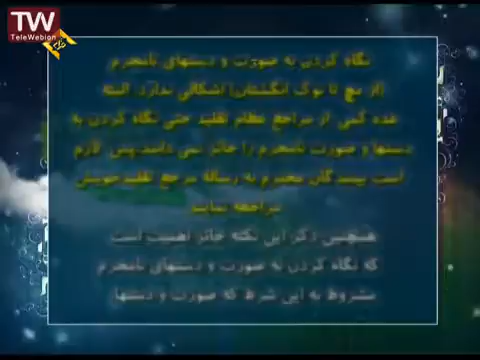 TW
TeleWebion
نگاه کردن به صورت و دستهای نامحرم
(از مچ تا نوک انگشتان) اشکالی ندارد. البته
عده کمی از مراجع عظام تقلید حتی نگاه کردن به
دستها و صورت نامحرم را جائز نمی دانند پس لازم
است بینندگان محترم به رساله مرجع تقلید خویش
مراجعه نمایند
همچنین ذکر این نکته حائز اهمیت است
که نگاه کردن به صورت و دستهای نامحرم
مشروط به این شرط که صورت و دستها